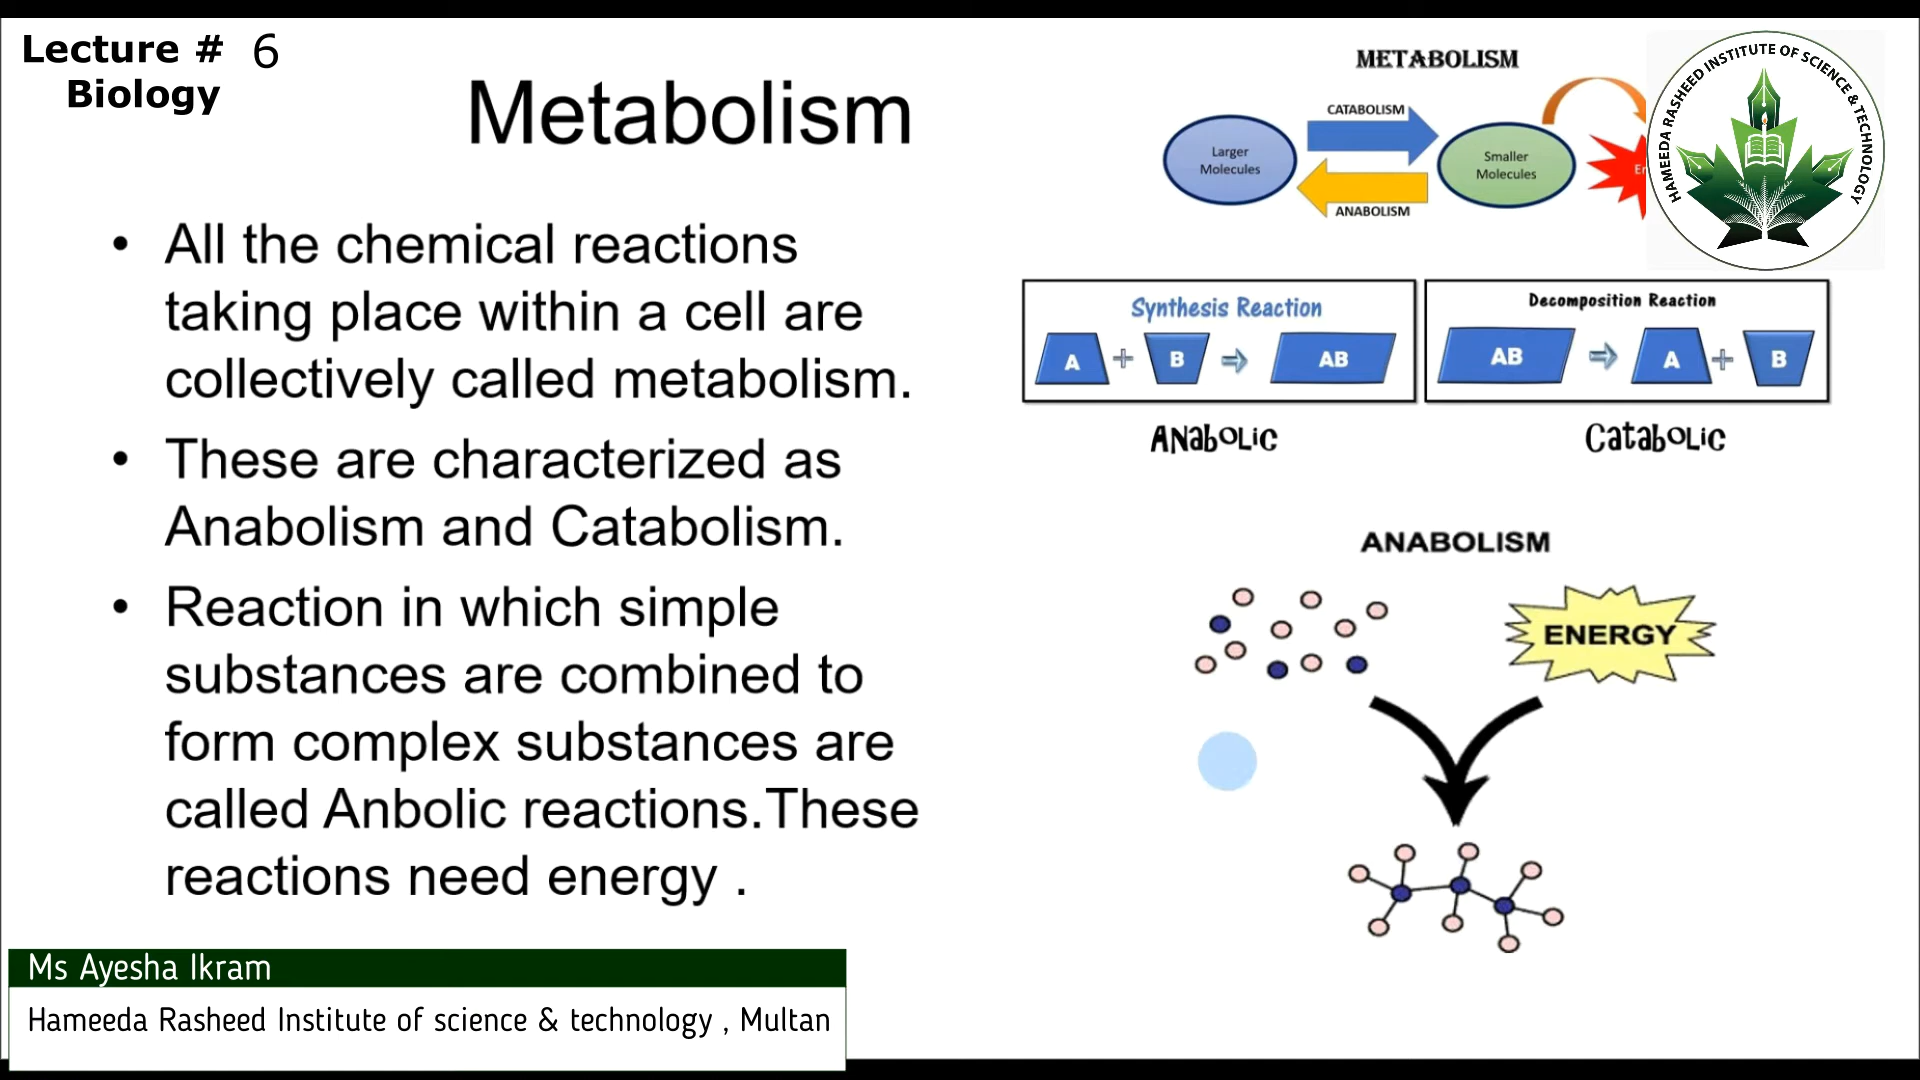 Lecture # 6
Biology
Metabolism
• All the chemical reactions
taking place within a cell are
collectively called metabolism.
• These are characterized as
Anabolism and Catabolism.
• Reaction in which simple
substances are combined to
form complex substances are
called Anbolic reactions.These
reactions need energy .
METABOLISM
CATABOLISM
Larger
Molecules
Smaller
Molecules
ANABOLISM
HAMEEDA RASHEED INSTITUTE OF SCIENCE & TECHNOLOGY
Synthesis Reaction
A + B ⇒ AB
Anabolic
Decomposition Reaction
AB ⇒ A + B
Catabolic
ANABOLISM
ENERGY
Ms Ayesha Ikram
Hameeda Rasheed Institute of science & technology , Multan